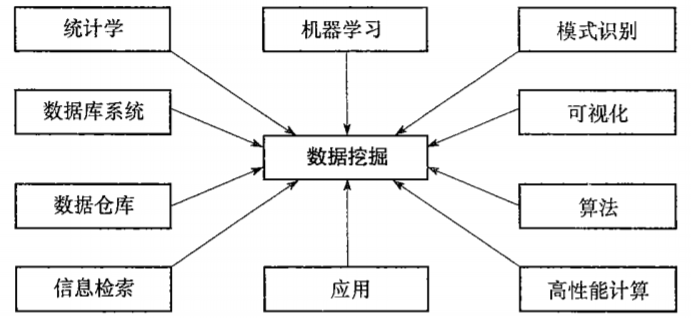 统计学
机器学习
模式识别
数据库系统
可视化
数据挖掘
数据仓库
算法
信息检索
应用
高性能计算